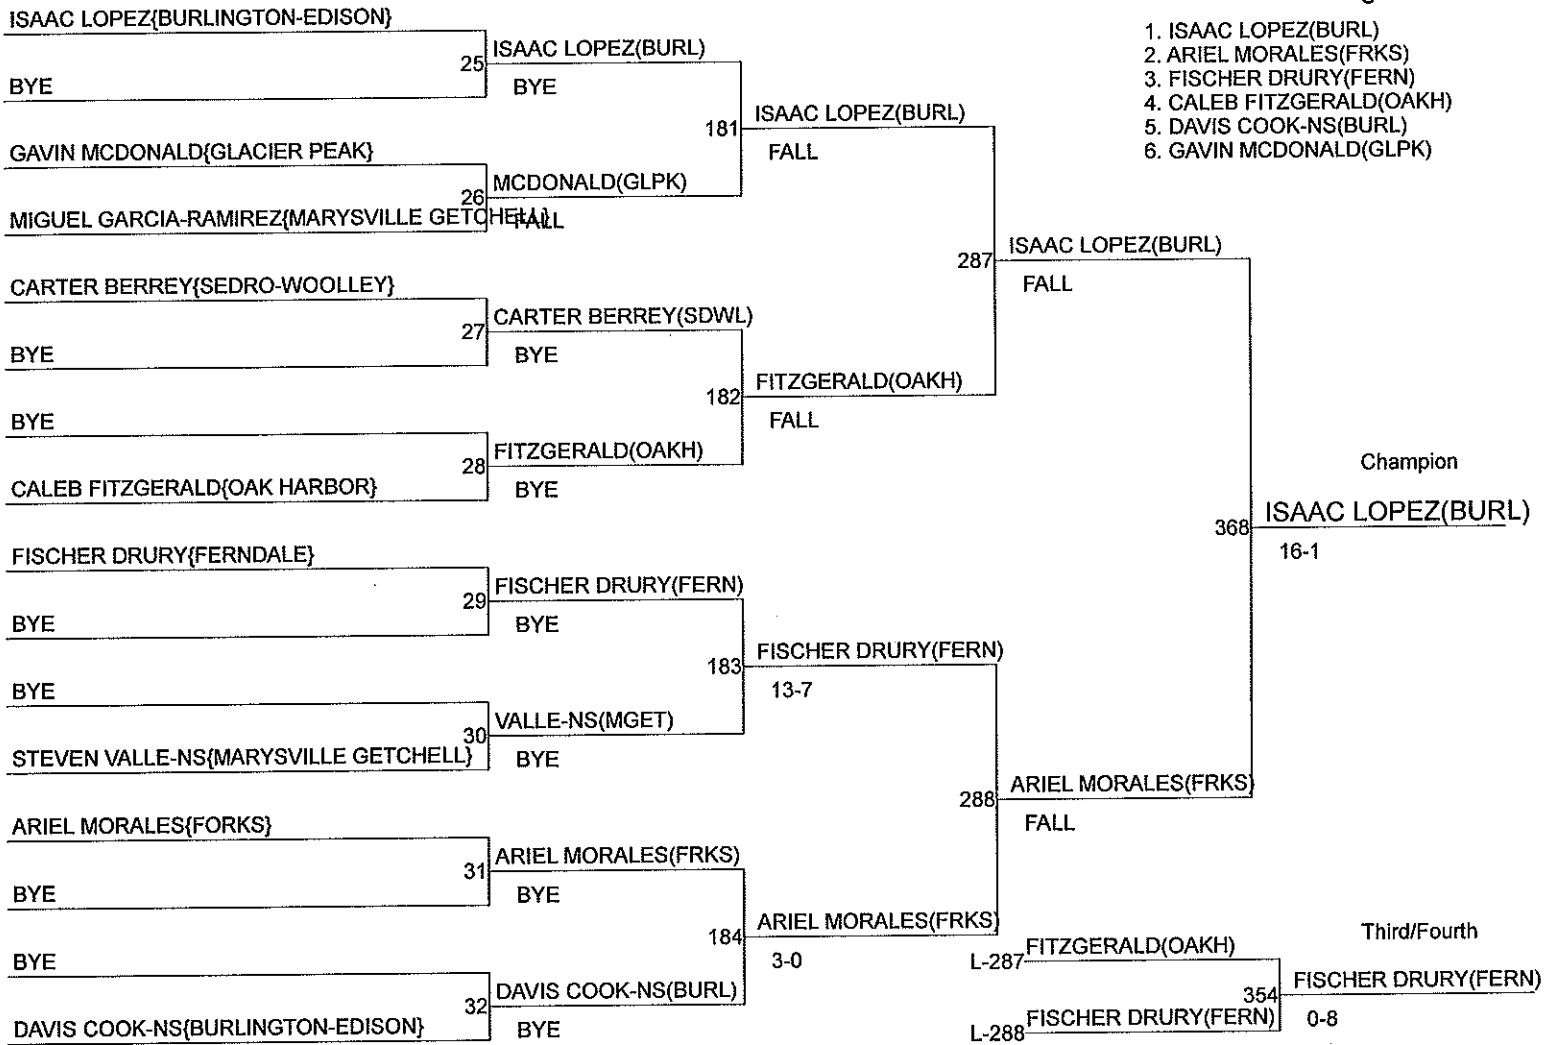 1. ISAAC LOPEZ(BURL)
2. ARIEL MORALES(FRKS)
3. FISCHER DRURY(FERN)
4. CALEB FITZGERALD(OAKH)
5. DAVIS COOK-NS(BURL)
6. GAVIN MCDONALD(GLPK)
ISAAC LOPEZ{BURLINGTON-EDISON}
25
BYE
GAVIN MCDONALD{GLACIER PEAK}
26
MIGUEL GARCIA-RAMIREZ{MARYSVILLE GETCHELL}
CARTER BERREY{SEDRO-WOOLLEY}
27
BYE
BYE
28
CALEB FITZGERALD{OAK HARBOR}
FISCHER DRURY{FERNDALE}
29
BYE
BYE
30
STEVEN VALLE-NS{MARYSVILLE GETCHELL}
ARIEL MORALES{FORKS}
31
BYE
BYE
32
DAVIS COOK-NS{BURLINGTON-EDISON}
ISAAC LOPEZ(BURL)
BYE
181
MCDONALD(GLPK)
FALL
CARTER BERREY(SDWL)
BYE
182
FITZGERALD(OAKH)
BYE
FISCHER DRURY(FERN)
BYE
183
VALLE-NS(MGET)
BYE
ARIEL MORALES(FRKS)
BYE
184
DAVIS COOK-NS(BURL)
BYE
ISAAC LOPEZ(BURL)
FALL
287
FITZGERALD(OAKH)
FALL
FISCHER DRURY(FERN)
13-7
288
ARIEL MORALES(FRKS)
3-0
ISAAC LOPEZ(BURL)
FALL
368
ARIEL MORALES(FRKS)
FALL
Champion
ISAAC LOPEZ(BURL)
16-1
Third/Fourth
L-287 FITZGERALD(OAKH)
354 FISCHER DRURY(FERN)
L-288 FISCHER DRURY(FERN)
0-8